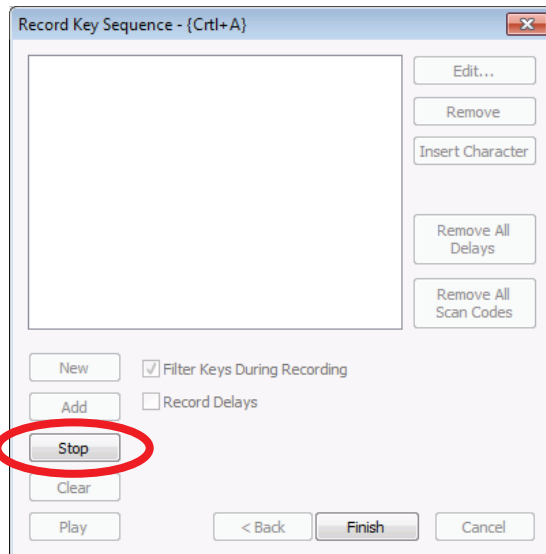 Record Key Sequence - {Crtl+A}
Edit...
Remove
Insert Character
Remove All
Delays
Remove All
Scan Codes
New
Filter Keys During Recording
Add
Record Delays
Stop
Clear
Play
< Back
Finish
Cancel